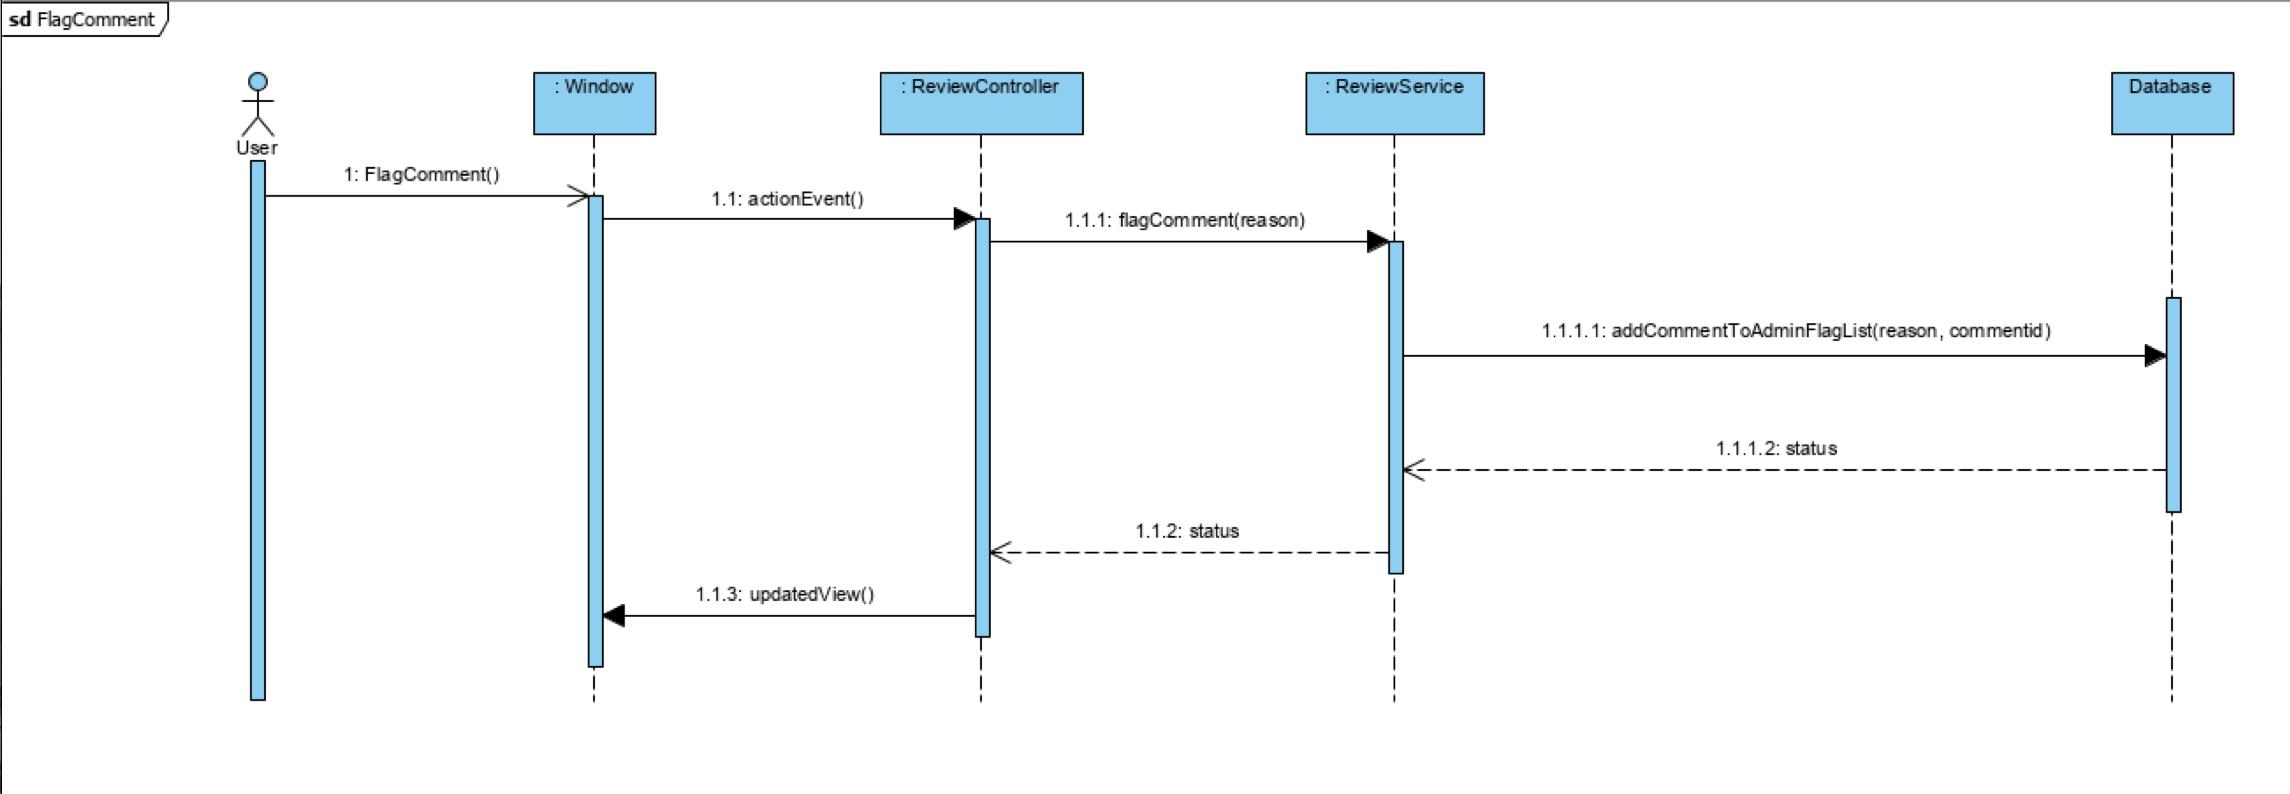 sd FlagComment
User
: Window
: ReviewController
: ReviewService
Database
1: FlagComment()
1.1: actionEvent()
1.1.1: flagComment(reason)
1.1.1.1: addCommentToAdminFlagList(reason, commentid)
1.1.1.2: status
1.1.2: status
1.1.3: updatedView()